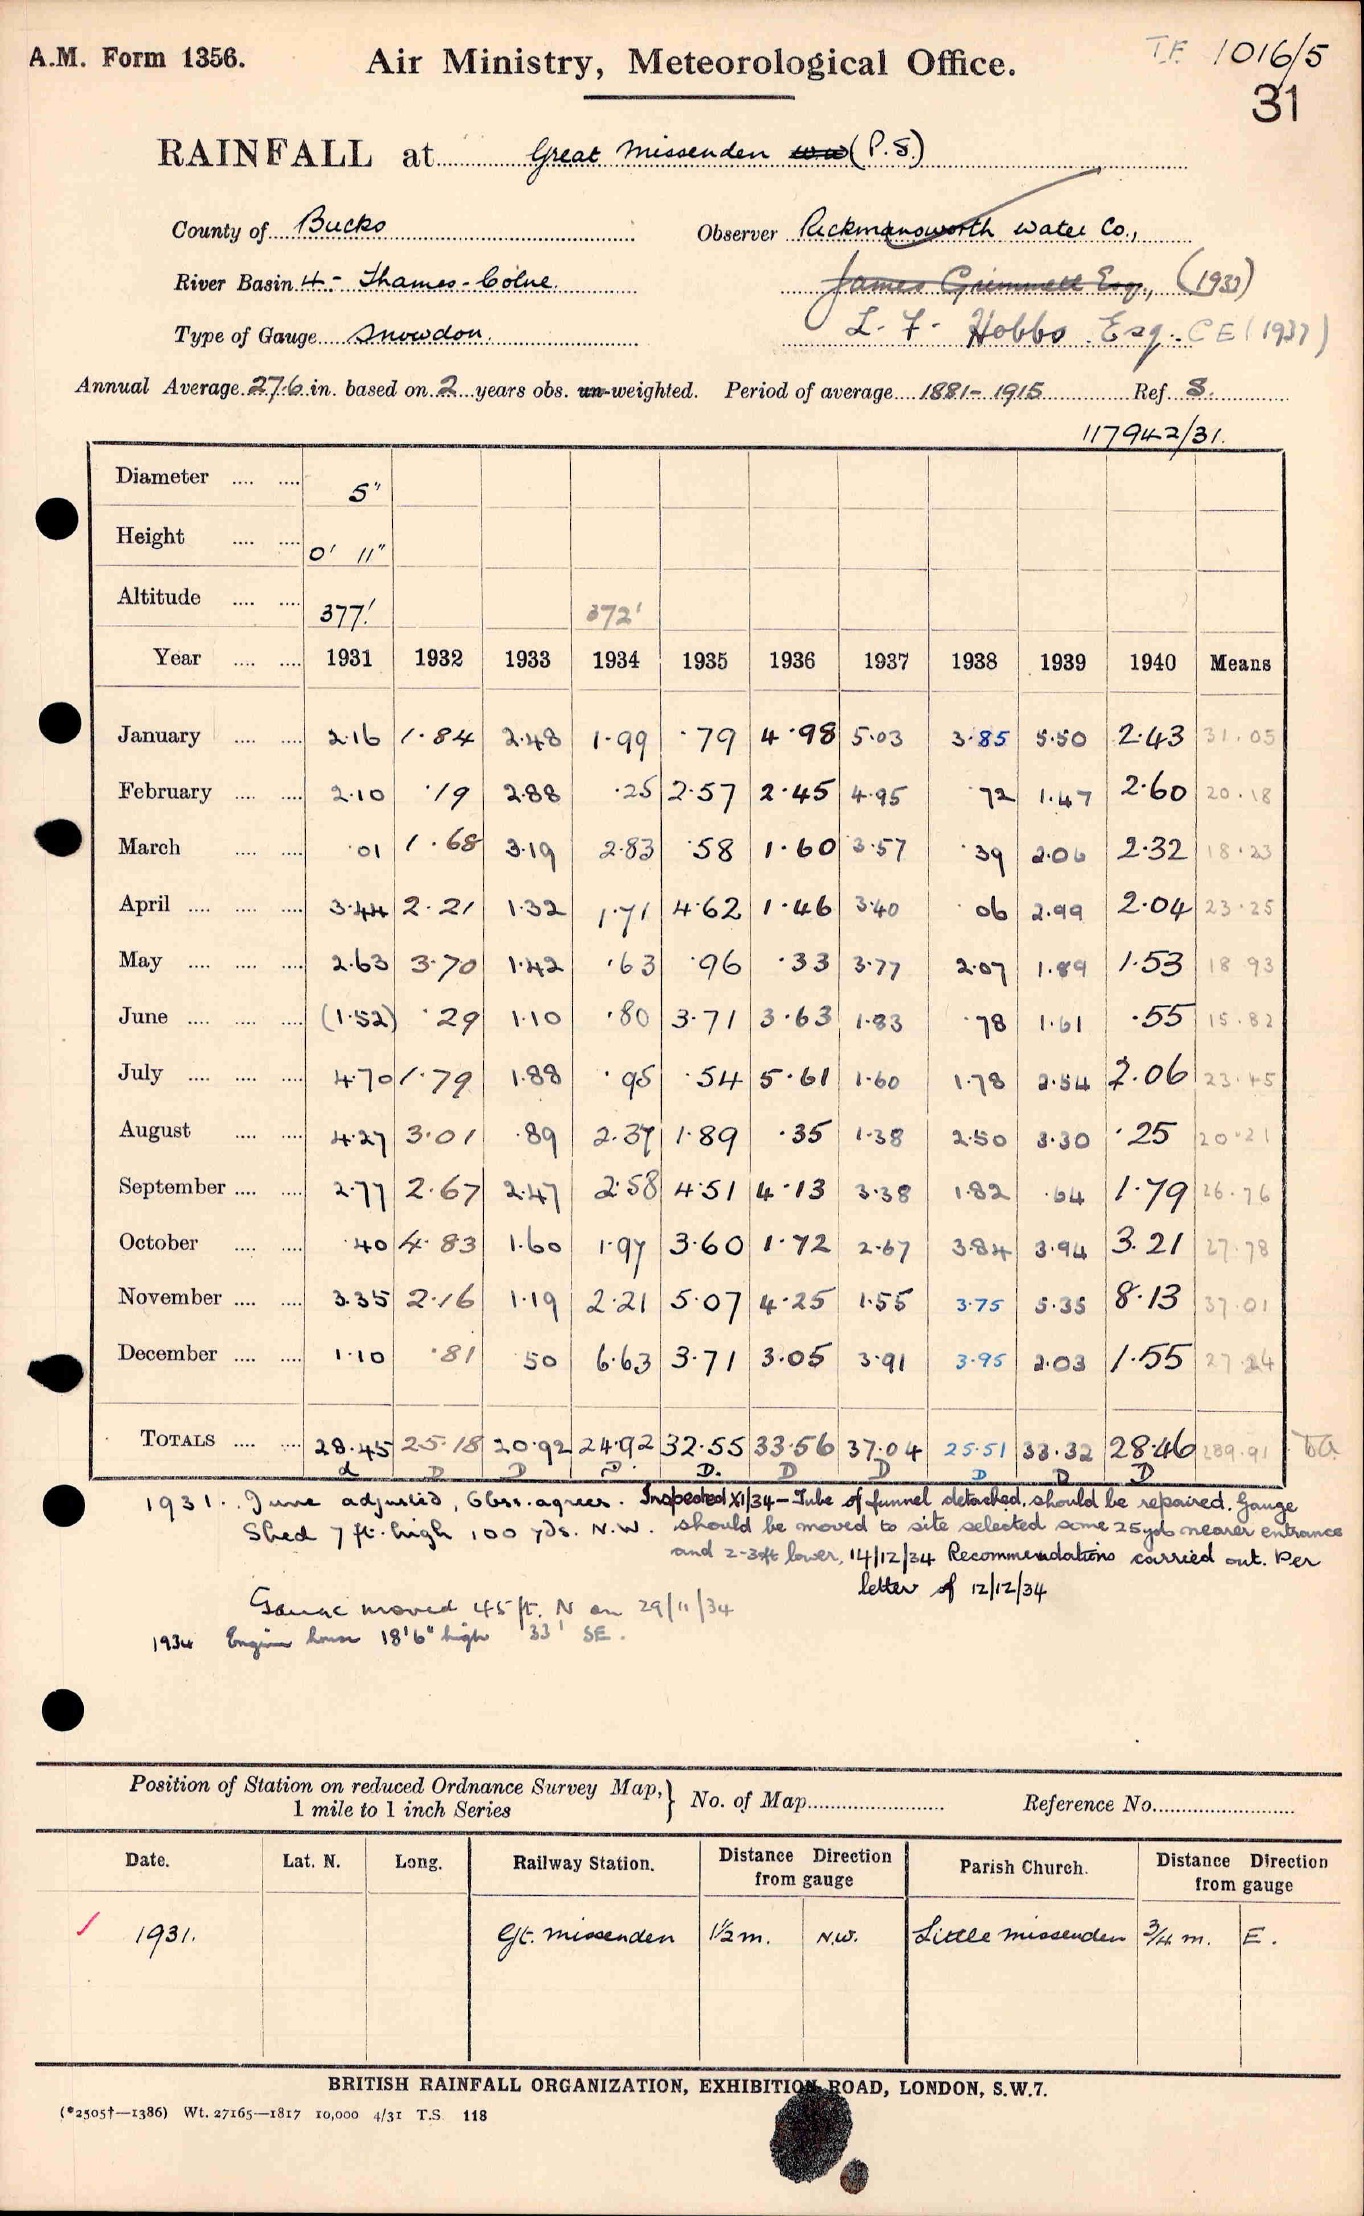 A.M. Form 1356. Air Ministry, Meteorological Office. T.F. 1016/5
31
RAINFALL at Great Missenden (P.S.)
County of Bucks Observer Rickmansworth Water Co.,
River Basin 4 - Thames - Colne. James Grimmett Esq., (1933)
Type of Gauge Snowdon. L. F. Hobbs Esq. C E (1937)
Annual Average 27.6 in. based on 2 years obs. un-weighted. Period of average 1881-1915 Ref. S.
117942/31.
Diameter .... .... 5"
Height .... .... 0' 11"
Altitude .... .... 377' 372'
Year .... .... 1931 1932 1933 1934 1935 1936 1937 1938 1939 1940 Means
January .... .... 2.16 1.84 2.48 1.99 .79 4.98 5.03 3.85 5.50 2.43 31.05
February .... .... 2.10 .19 2.88 .25 2.57 2.45 4.95 .72 1.47 2.60 20.18
March .... .... .01 1.68 3.19 2.83 .58 1.60 3.57 .39 2.06 2.32 18.23
April .... .... .... 3.44 2.21 1.32 1.71 4.62 1.46 3.40 06 2.99 2.04 23.25
May .... .... .... 2.63 3.70 1.42 .63 .96 .33 3.77 2.07 1.89 1.53 18.93
June .... .... .... (1.52) .29 1.10 .80 3.71 3.63 1.83 .78 1.61 .55 15.82
July .... .... .... 4.70 1.79 1.88 .95 .54 5.61 1.60 1.78 2.54 2.06 23.45
August .... .... 4.27 3.01 .89 2.37 1.89 .35 1.38 2.50 3.30 .25 20.21
September .... .... 2.77 2.67 2.47 2.58 4.51 4.13 3.38 1.82 .64 1.79 26.76
October .... .... .40 4.83 1.60 1.97 3.60 1.72 2.67 3.84 3.94 3.21 27.78
November .... .... 3.35 2.16 1.19 2.21 5.07 4.25 1.55 3.75 5.35 8.13 37.01
December .... .... 1.10 .81 50 6.63 3.71 3.05 3.91 3.95 2.03 1.55 27.24
TOTALS .... .... 28.45 25.18 20.92 24.92 32.55 33.56 37.04 25.51 33.32 28.46 289.91
d D D D. D. D D D D D
1931. June adjusted, Obsr. agrees. Inspected XI/34 - Tube of funnel detached, should be repaired. Gauge
Shed 7 ft. high 100 yds. N.W. should be moved to site selected some 25 yds nearer entrance
and 2-3ft lower, 14/12/34 Recommendations carried out. Per
letter of 12/12/34
Gauge moved 45 ft. N on 29/11/34
1934 Engine house 18'6" high 33' SE.
Position of Station on reduced Ordnance Survey Map, } No. of Map Reference No.
1 mile to 1 inch Series
Date. Lat. N. Long. Railway Station. Distance Direction from gauge Parish Church. Distance Direction from gauge
1931. Gt. Missenden 1½ m. N.W. Little Missenden ¾ m. E.
BRITISH RAINFALL ORGANIZATION, EXHIBITION ROAD, LONDON, S.W.7.
(*2505†—1386) Wt. 27165—1817 10,000 4/31 T.S. 118